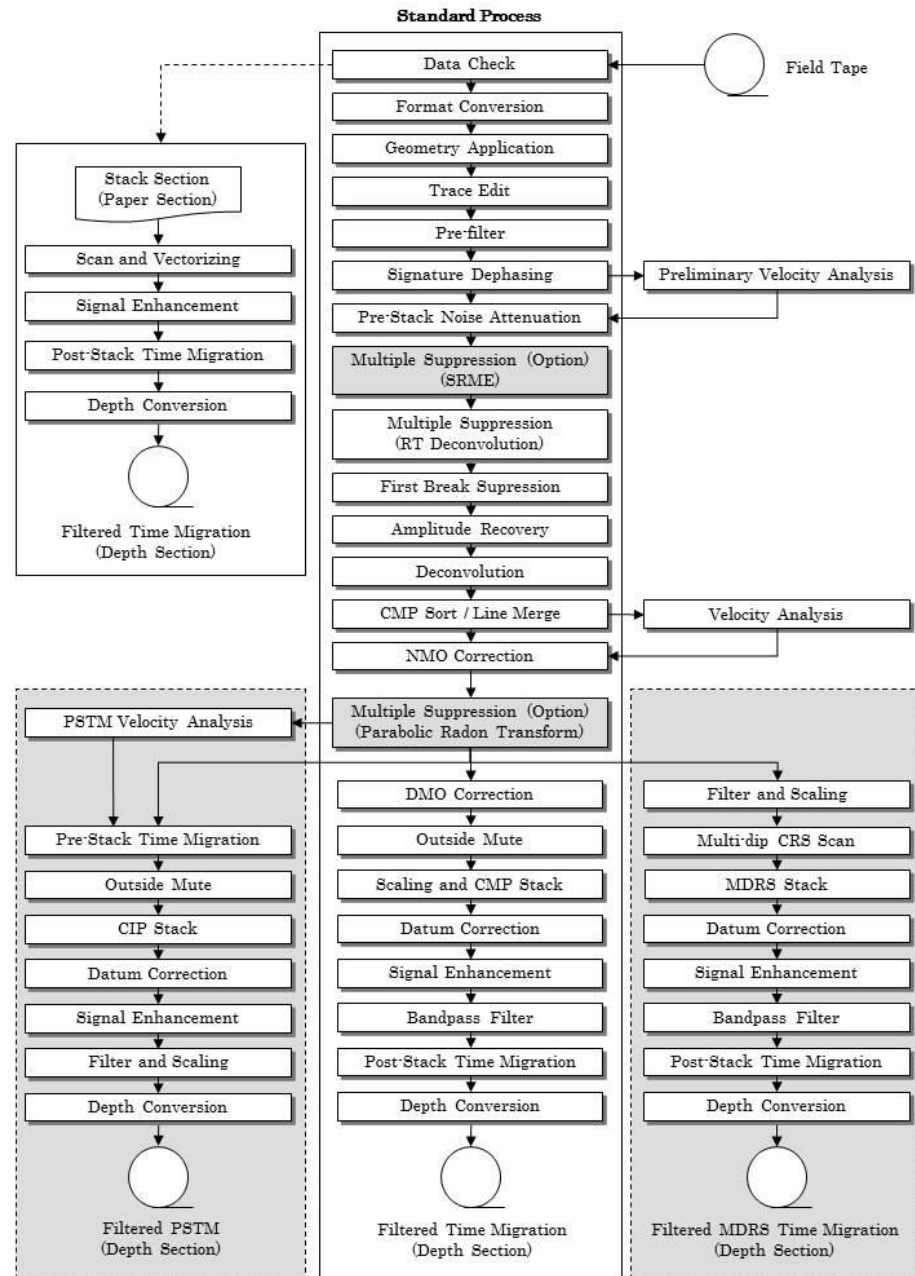 Standard Process
Data Check
Field Tape
Format Conversion
Geometry Application
Trace Edit
Pre-filter
Signature Dephasing
Preliminary Velocity Analysis
Pre-Stack Noise Attenuation
Multiple Suppression (Option)
(SRME)
Multiple Suppression
(RT Deconvolution)
First Break Supression
Amplitude Recovery
Deconvolution
CMP Sort / Line Merge
Velocity Analysis
NMO Correction
Multiple Suppression (Option)
(Parabolic Radon Transform)
Stack Section
(Paper Section)
Scan and Vectorizing
Signal Enhancement
Post-Stack Time Migration
Depth Conversion
Filtered Time Migration
(Depth Section)
PSTM Velocity Analysis
Pre-Stack Time Migration
Outside Mute
CIP Stack
Datum Correction
Signal Enhancement
Filter and Scaling
Depth Conversion
Filtered PSTM
(Depth Section)
DMO Correction
Outside Mute
Scaling and CMP Stack
Datum Correction
Signal Enhancement
Bandpass Filter
Post-Stack Time Migration
Depth Conversion
Filtered Time Migration
(Depth Section)
Filter and Scaling
Multi-dip CRS Scan
MDRS Stack
Datum Correction
Signal Enhancement
Bandpass Filter
Post-Stack Time Migration
Depth Conversion
Filtered MDRS Time Migration
(Depth Section)